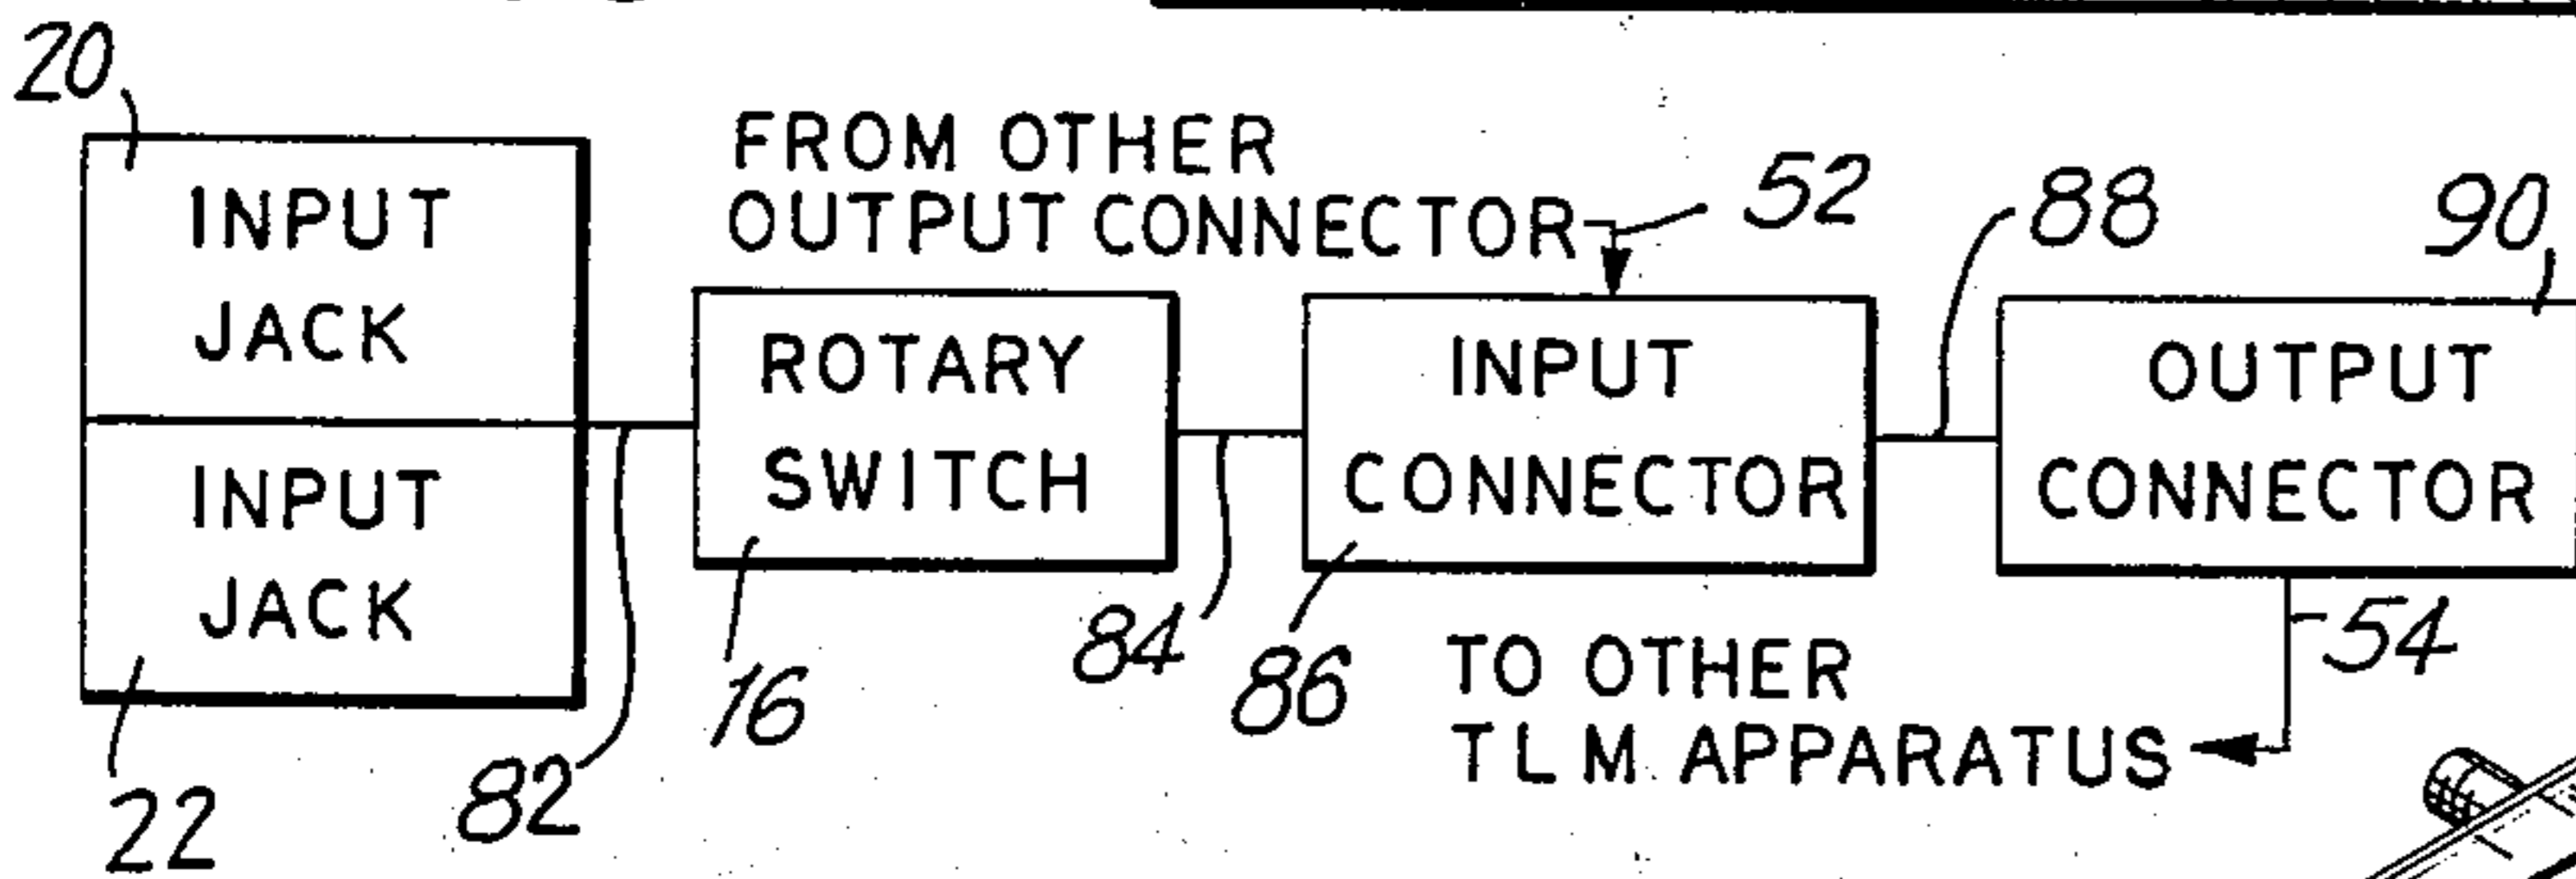 20
FROM OTHER
OUTPUT CONNECTOR
52
88
90
INPUT
JACK
ROTARY
SWITCH
INPUT
CONNECTOR
OUTPUT
CONNECTOR
INPUT
JACK
22
82
16
84
86
TO OTHER
TLM APPARATUS
54